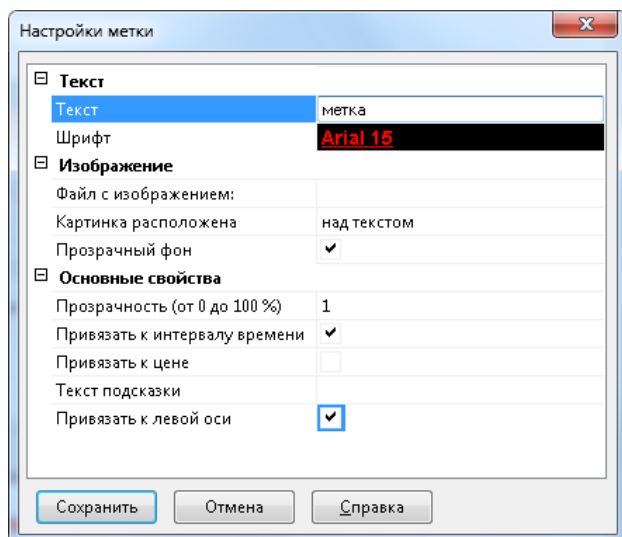 Настройки метки
Текст
Текст метка
Шрифт Arial 15
Изображение
Файл с изображением:
Картинка расположена над текстом
Прозрачный фон
Основные свойства
Прозрачность (от 0 до 100 %) 1
Привязать к интервалу времени
Привязать к цене
Текст подсказки
Привязать к левой оси
Сохранить Отмена Справка